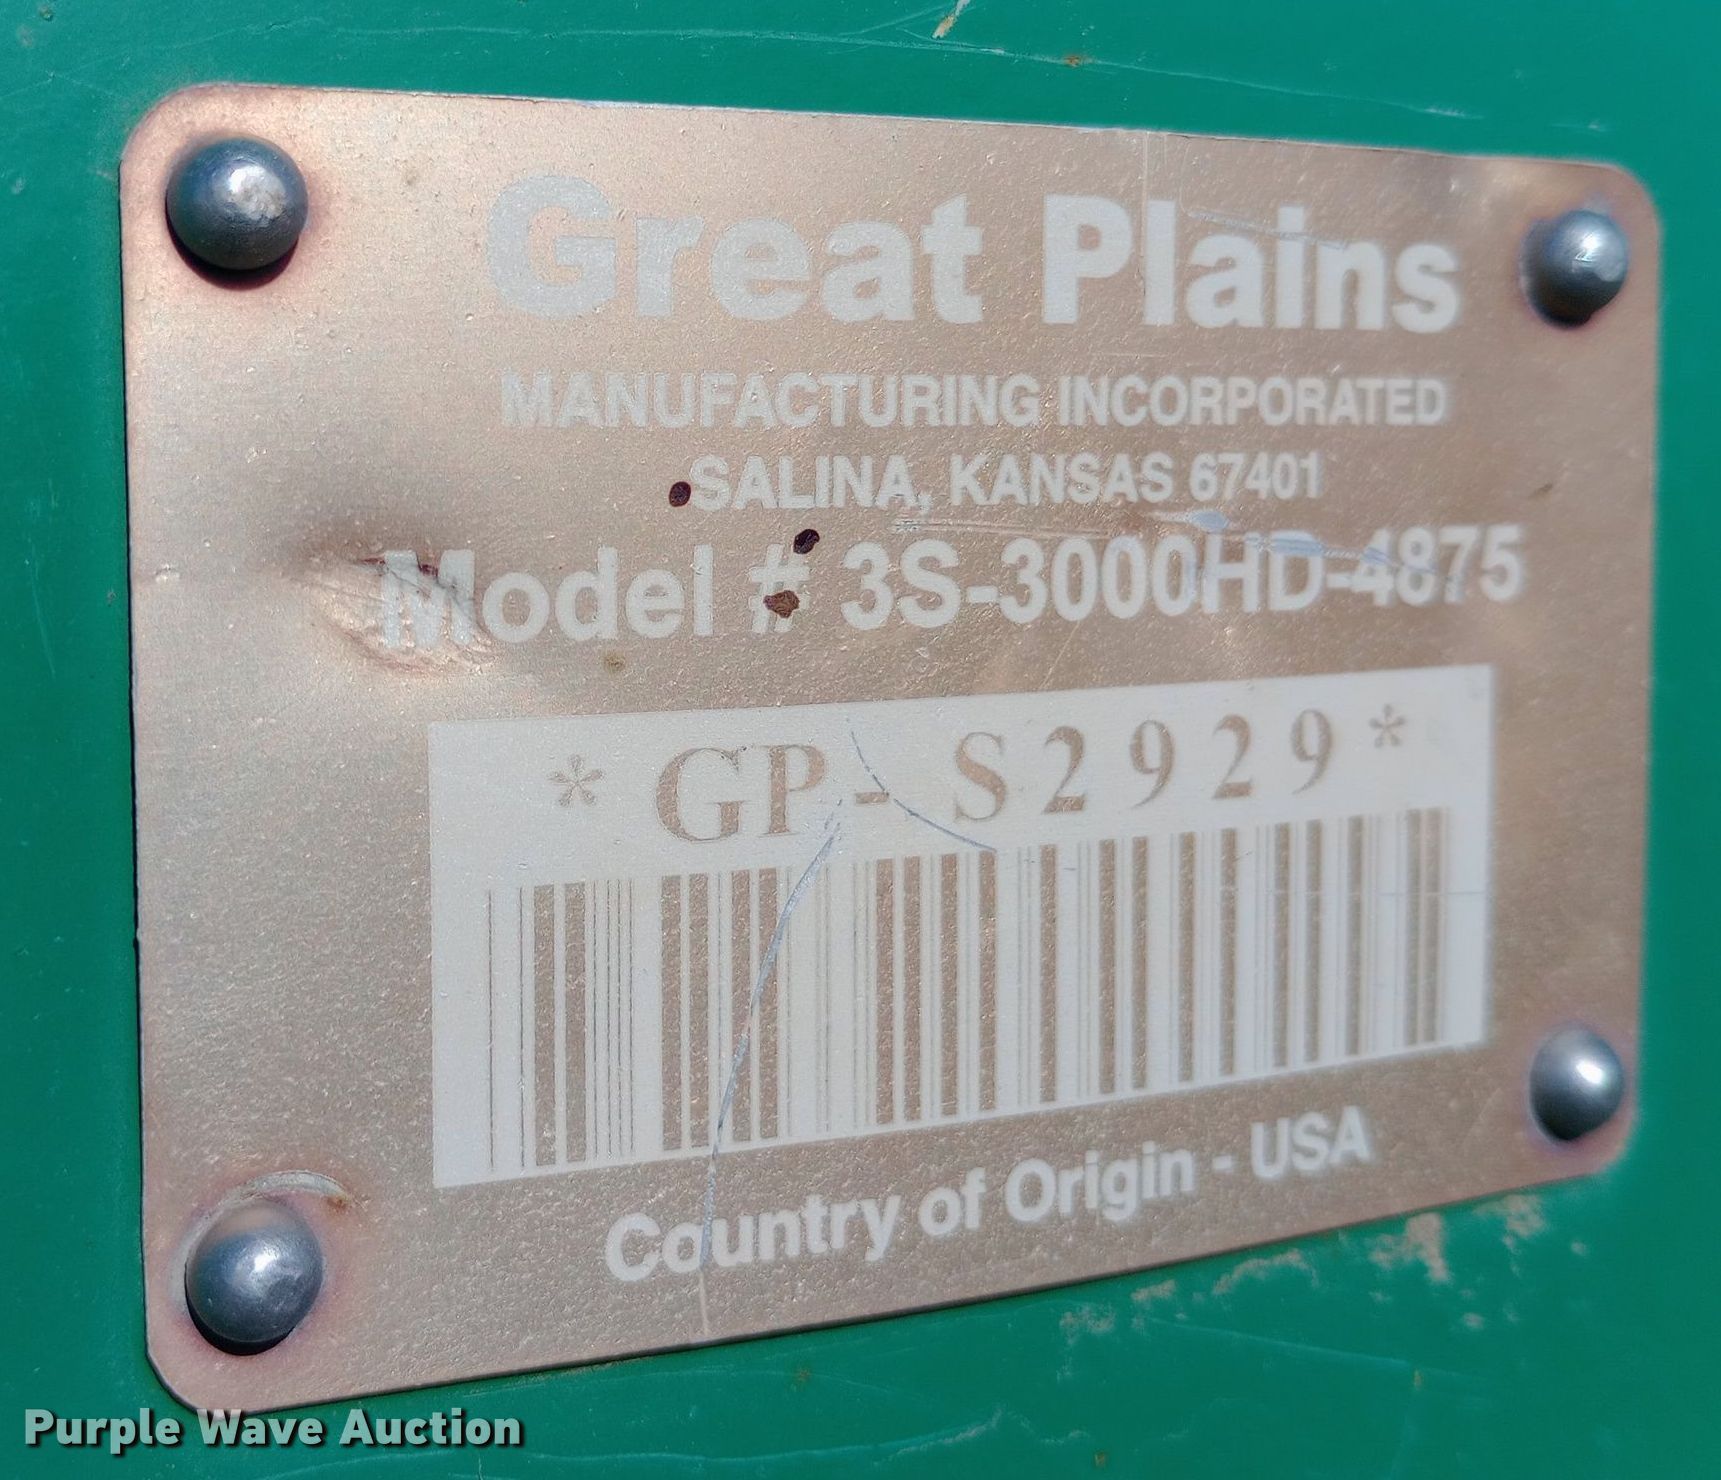 Great Plains
MANUFACTURING INCORPORATED
SALINA, KANSAS 67401
Model # 3S-3000HD-4875
*GP- S2929*
Country of Origin - USA
Purple Wave Auction